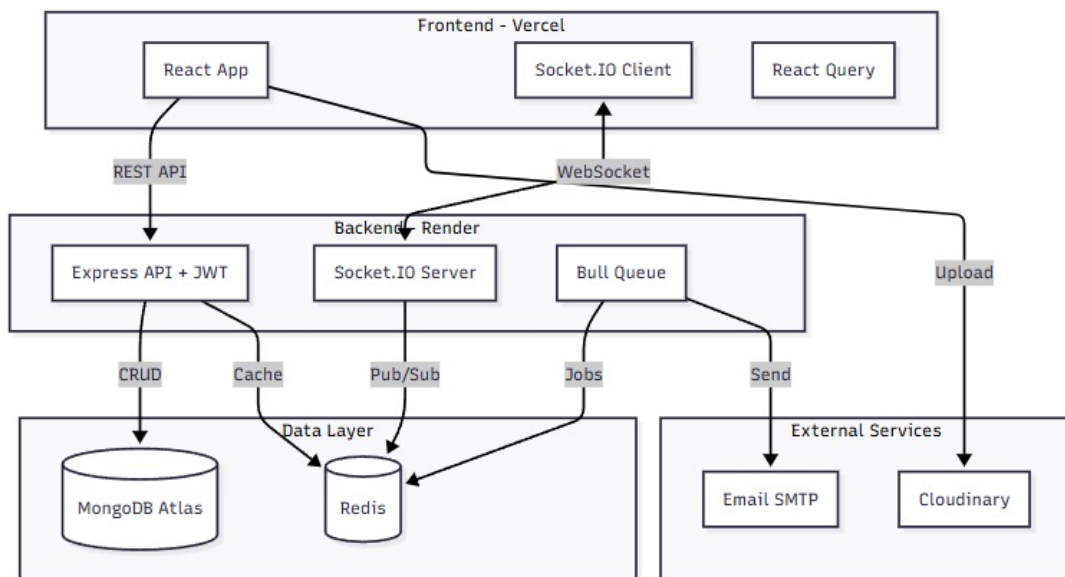 Frontend - Vercel
React App
Socket.IO Client
React Query
REST API
WebSocket
Backend - Render
Express API + JWT
Socket.IO Server
Bull Queue
Upload
CRUD
Cache
Pub/Sub
Jobs
Send
Data Layer
External Services
MongoDB Atlas
Redis
Email SMTP
Cloudinary